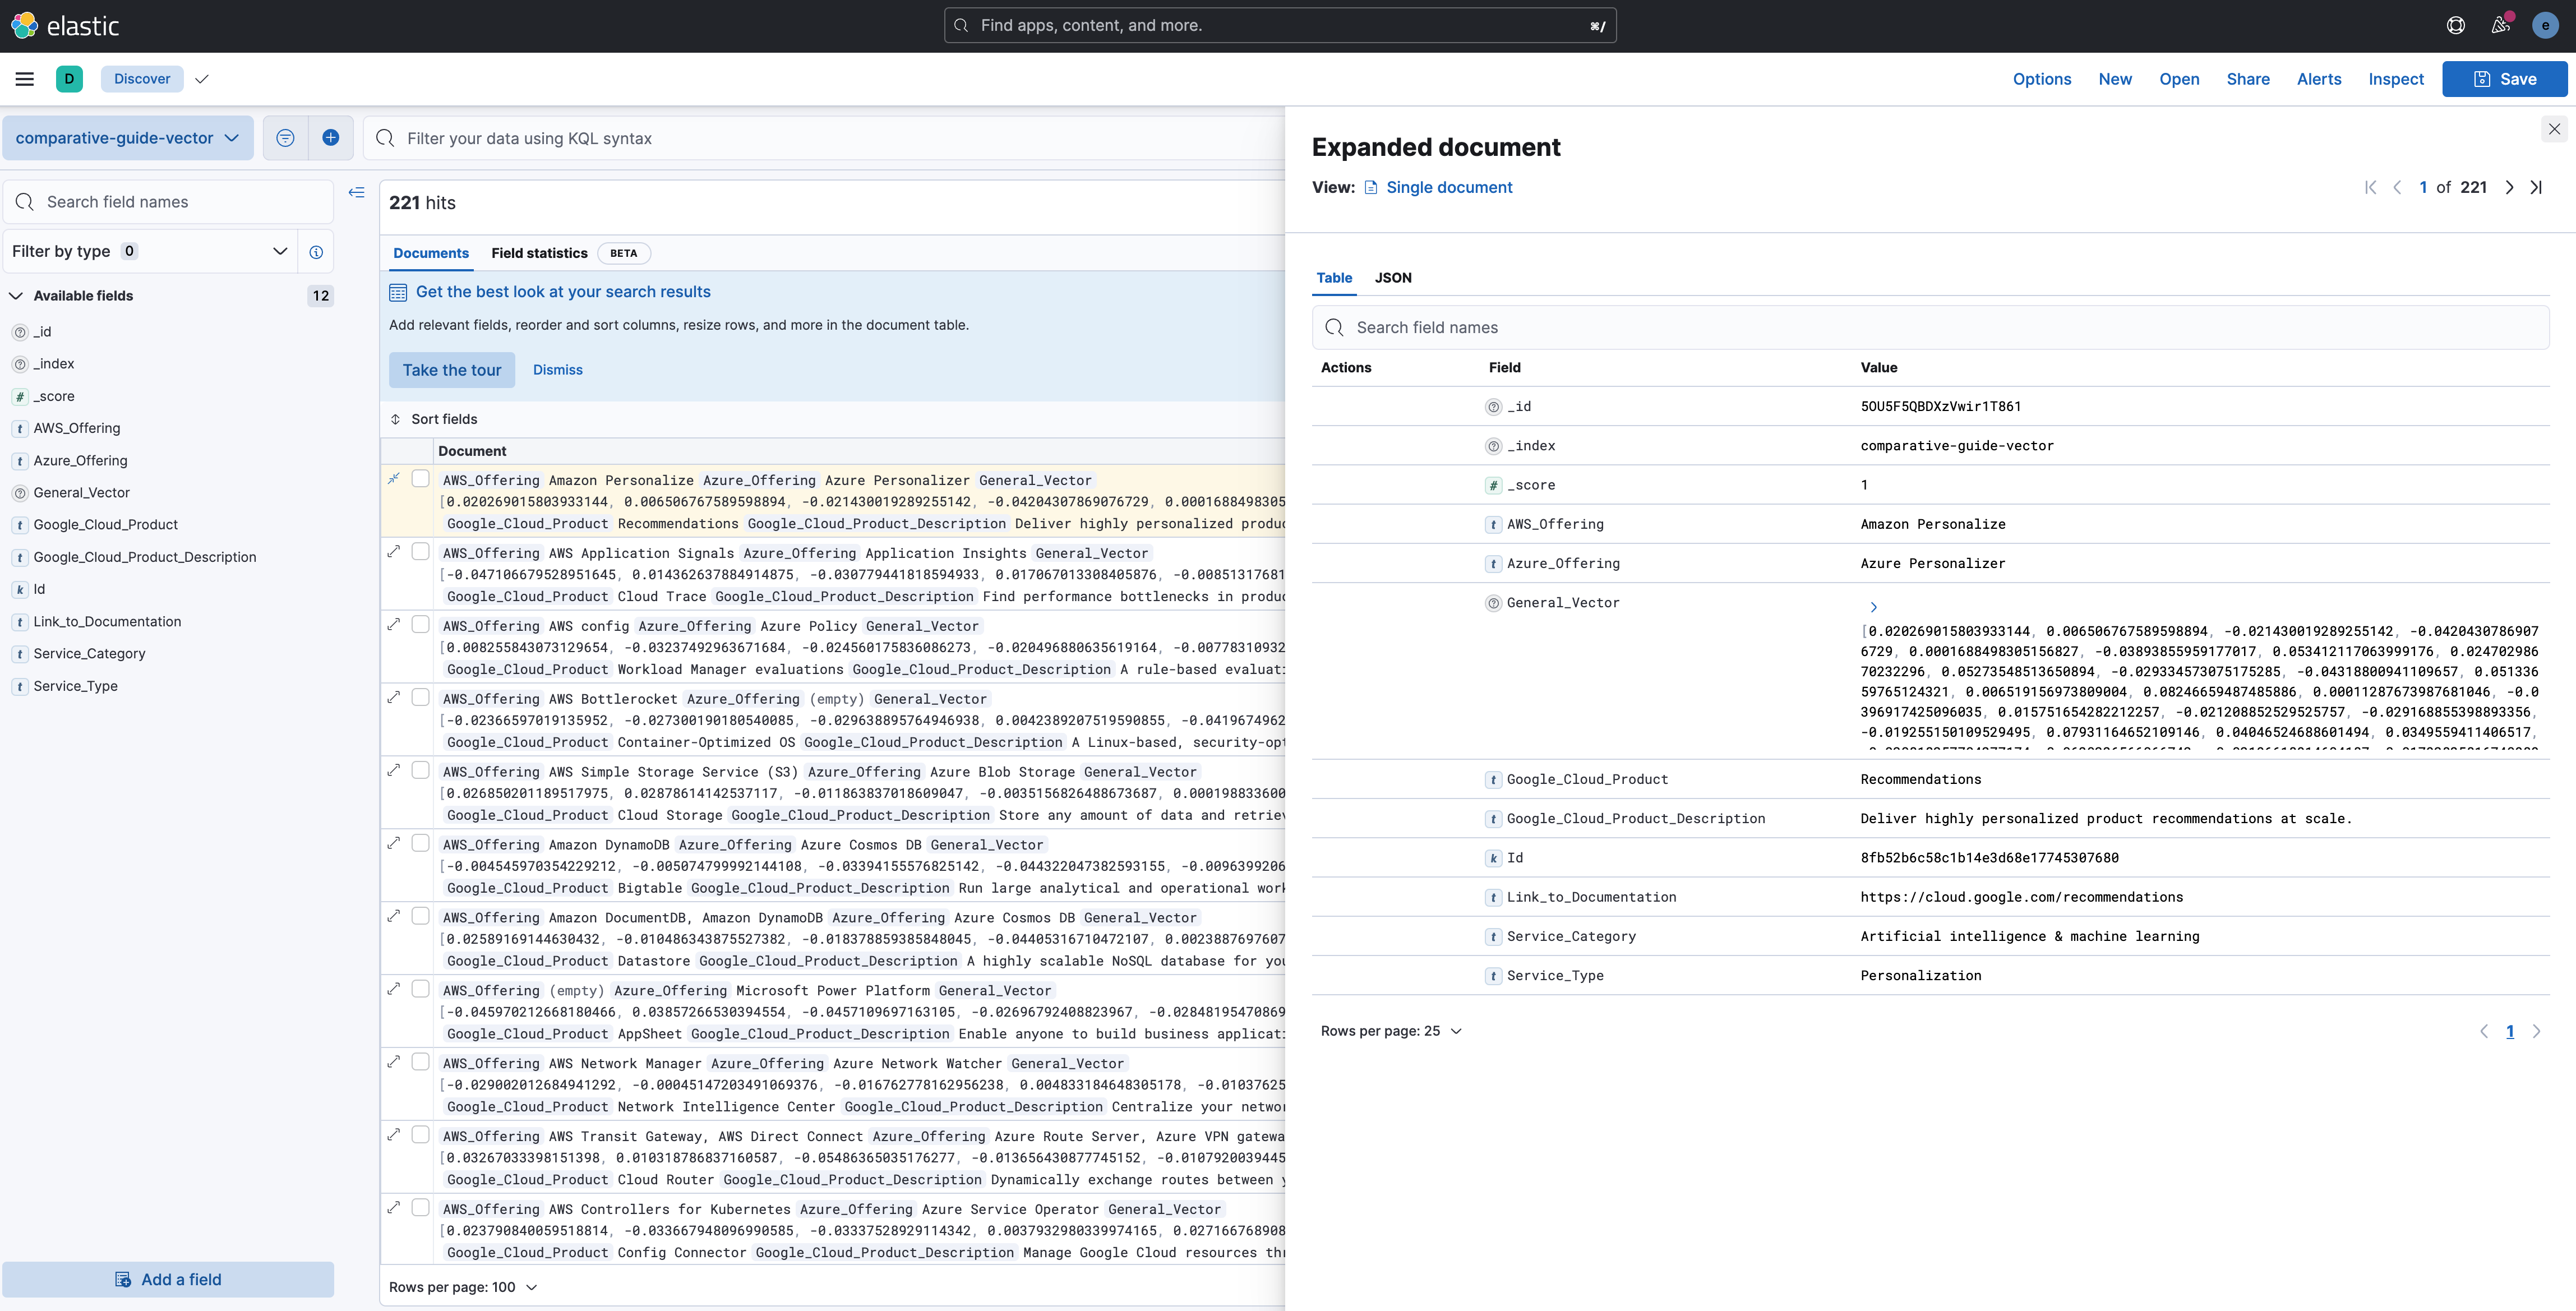 elastic
Find apps, content, and more.
⌘/
e
D
Discover
Options
New
Open
Share
Alerts
Inspect
Save
comparative-guide-vector
Filter your data using KQL syntax
Search field names
Filter by type 0
Available fields 12
_id
_index
_score
AWS_Offering
Azure_Offering
General_Vector
Google_Cloud_Product
Google_Cloud_Product_Description
Id
Link_to_Documentation
Service_Category
Service_Type
Add a field
221 hits
Documents
Field statistics
BETA
Get the best look at your search results
Add relevant fields, reorder and sort columns, resize rows, and more in the document table.
Take the tour
Dismiss
Sort fields
Document
AWS_Offering Amazon Personalize Azure_Offering Azure Personalizer General_Vector
[0.020269015803933144, 0.006506767589598894, -0.021430019289255142, -0.04204307869076729, 0.0001688498305
Google_Cloud_Product Recommendations Google_Cloud_Product_Description Deliver highly personalized produc
AWS_Offering AWS Application Signals Azure_Offering Application Insights General_Vector
[-0.047106679528951645, 0.014362637884914875, -0.030779441818594933, 0.017067013308405876, -0.0085131768​1
Google_Cloud_Product Cloud Trace Google_Cloud_Product_Description Find performance bottlenecks in produc
AWS_Offering AWS config Azure_Offering Azure Policy General_Vector
[0.008255843073129654, -0.03237492963671684, -0.024560175836086273, -0.020496880635619164, -0.0077831093​2
Google_Cloud_Product Workload Manager evaluations Google_Cloud_Product_Description A rule-based evaluati
AWS_Offering AWS Bottlerocket Azure_Offering (empty) General_Vector
[-0.02366597019135952, -0.027300190180540085, -0.029638895764946938, 0.0042389207519590855, -0.0419674962
Google_Cloud_Product Container-Optimized OS Google_Cloud_Product_Description A Linux-based, security-opt
AWS_Offering AWS Simple Storage Service (S3) Azure_Offering Azure Blob Storage General_Vector
[0.026850201189517975, 0.02878614142537117, -0.011863837018609047, -0.0035156826488673687, 0.000198833600
Google_Cloud_Product Cloud Storage Google_Cloud_Product_Description Store any amount of data and retriev
AWS_Offering Amazon DynamoDB Azure_Offering Azure Cosmos DB General_Vector
[-0.004545970354229212, -0.005074799992144108, -0.03394155576825142, -0.044322047382593155, -0.0096399206
Google_Cloud_Product Bigtable Google_Cloud_Product_Description Run large analytical and operational work
AWS_Offering Amazon DocumentDB, Amazon DynamoDB Azure_Offering Azure Cosmos DB General_Vector
[0.02589169144630432, -0.010486343875527382, -0.018378859385848045, -0.04405316710472107, 0.0023887697607
Google_Cloud_Product Datastore Google_Cloud_Product_Description A highly scalable NoSQL database for you
AWS_Offering (empty) Azure_Offering Microsoft Power Platform General_Vector
[-0.045970212668180466, 0.03857266530394554, -0.0457109697163105, -0.02696792408823967, -0.02848195470869
Google_Cloud_Product AppSheet Google_Cloud_Product_Description Enable anyone to build business applicati
AWS_Offering AWS Network Manager Azure_Offering Azure Network Watcher General_Vector
[-0.029002012684941292, -0.00045147203491069376, -0.016762778162956238, 0.004833184648305178, -0.01037625
Google_Cloud_Product Network Intelligence Center Google_Cloud_Product_Description Centralize your networ
AWS_Offering AWS Transit Gateway, AWS Direct Connect Azure_Offering Azure Route Server, Azure VPN gatewa
[0.03267033398151398, 0.010318786837160587, -0.05486365035176277, -0.013656430877745152, -0.0107920039445
Google_Cloud_Product Cloud Router Google_Cloud_Product_Description Dynamically exchange routes between y
AWS_Offering AWS Controllers for Kubernetes Azure_Offering Azure Service Operator General_Vector
[0.023790840059518814, -0.033667948096990585, -0.03337528929114342, 0.0037932980339974165, 0.027166768908
Google_Cloud_Product Config Connector Google_Cloud_Product_Description Manage Google Cloud resources thr
Rows per page: 100
Expanded document
View: Single document
1 of 221
Table
JSON
Search field names
Actions Field Value
_id 5OU5F5QBDXzVwir1T861
_index comparative-guide-vector
_score 1
AWS_Offering Amazon Personalize
Azure_Offering Azure Personalizer
General_Vector
[0.020269015803933144, 0.006506767589598894, -0.021430019289255142, -0.0420430786907
6729, 0.0001688498305156827, -0.03893855959177017, 0.053412117063999176, 0.024702986
70232296, 0.05273548513650894, -0.029334573075175285, -0.04318800941109657, 0.051336
59765124321, 0.006519156973809004, 0.08246659487485886, 0.00011287673987681046, -0.0
396917425096035, 0.015751654282212257, -0.021208852529525757, -0.029168855398893356,
-0.019255150109529495, 0.07931164652109146, 0.04046524688601494, 0.0349559411406517,
Google_Cloud_Product Recommendations
Google_Cloud_Product_Description Deliver highly personalized product recommendations at scale.
Id 8fb52b6c58c1b14e3d68e17745307680
Link_to_Documentation https://cloud.google.com/recommendations
Service_Category Artificial intelligence & machine learning
Service_Type Personalization
Rows per page: 25
1